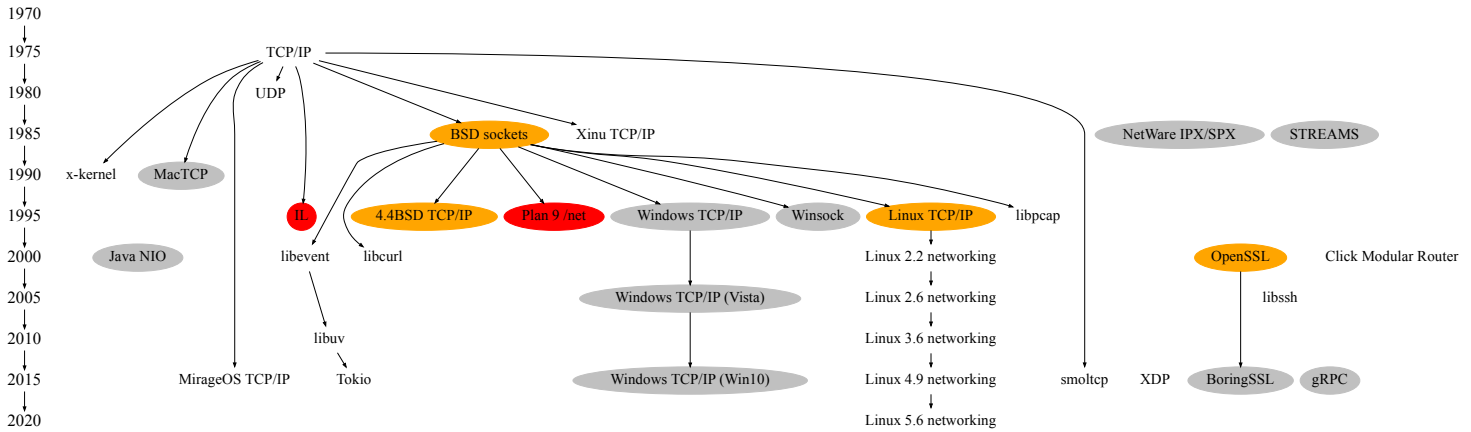 1970
1975
TCP/IP
1980
UDP
1985
BSD sockets
Xinu TCP/IP
NetWare IPX/SPX
STREAMS
1990
x-kernel
MacTCP
1995
IL
4.4BSD TCP/IP
Plan 9 /net
Windows TCP/IP
Winsock
Linux TCP/IP
libpcap
2000
Java NIO
libevent
libcurl
Linux 2.2 networking
OpenSSL
Click Modular Router
2005
Windows TCP/IP (Vista)
Linux 2.6 networking
libssh
2010
libuv
Linux 3.6 networking
2015
MirageOS TCP/IP
Tokio
Windows TCP/IP (Win10)
Linux 4.9 networking
smoltcp
XDP
BoringSSL
gRPC
2020
Linux 5.6 networking